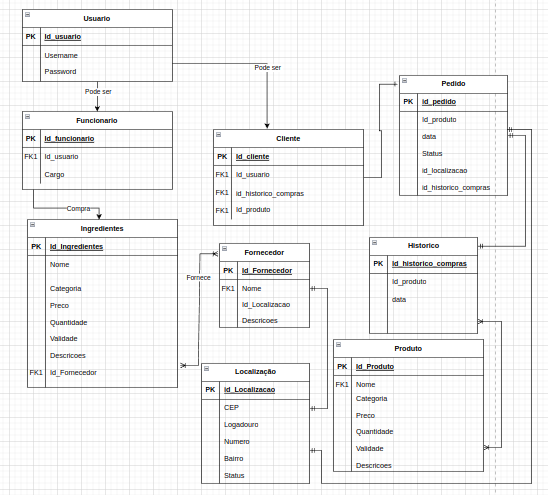 Usuario
PK Id_usuario
Username
Password
Pode ser
Pode ser
Funcionario
PK Id_funcionario
FK1 Id_usuario
Cargo
Compra
Ingredientes
PK Id_Ingredientes
Nome
Categoria
Preco
Quantidade
Validade
Descricoes
FK1 Id_Fornecedor
Cliente
PK Id_cliente
FK1 Id_usuario
FK1 id_historico_compras
FK1 Id_produto
Pedido
PK id_pedido
Id_produto
data
Status
id_localizacao
id_historico_compras
Fornece
Fornecedor
PK Id_Fornecedor
FK1 Nome
Id_Localizacao
Descricoes
Historico
PK Id_historico_compras
Id_produto
data
Localização
PK id_Localizacao
CEP
Logadouro
Numero
Bairro
Status
Produto
PK Id_Produto
FK1 Nome
Categoria
Preco
Quantidade
Validade
Descricoes